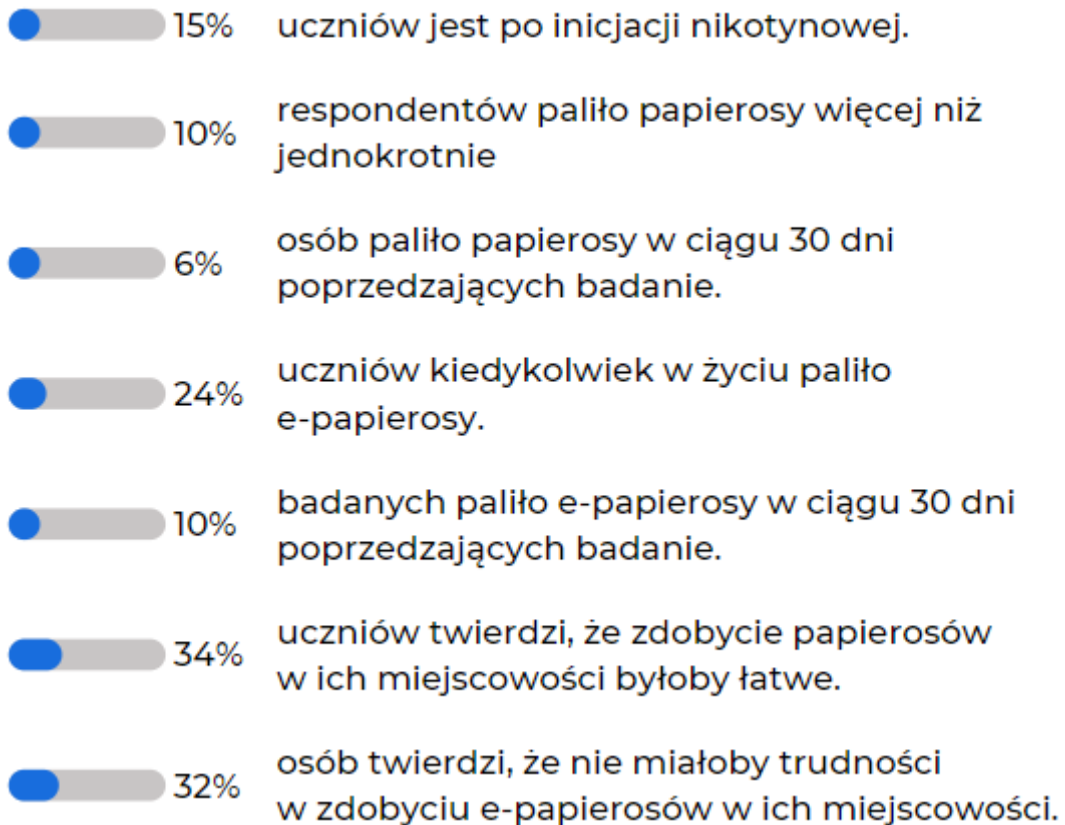 15% uczniów jest po inicjacji nikotynowej.
10% respondentów paliło papierosy więcej niż
jednokrotnie
6% osób paliło papierosy w ciągu 30 dni
poprzedzających badanie.
24% uczniów kiedykolwiek w życiu paliło
e-papierosy.
10% badanych paliło e-papierosy w ciągu 30 dni
poprzedzających badanie.
34% uczniów twierdzi, że zdobycie papierosów
w ich miejscowości byłoby łatwe.
32% osób twierdzi, że nie miałoby trudności
w zdobyciu e-papierosów w ich miejscowości.